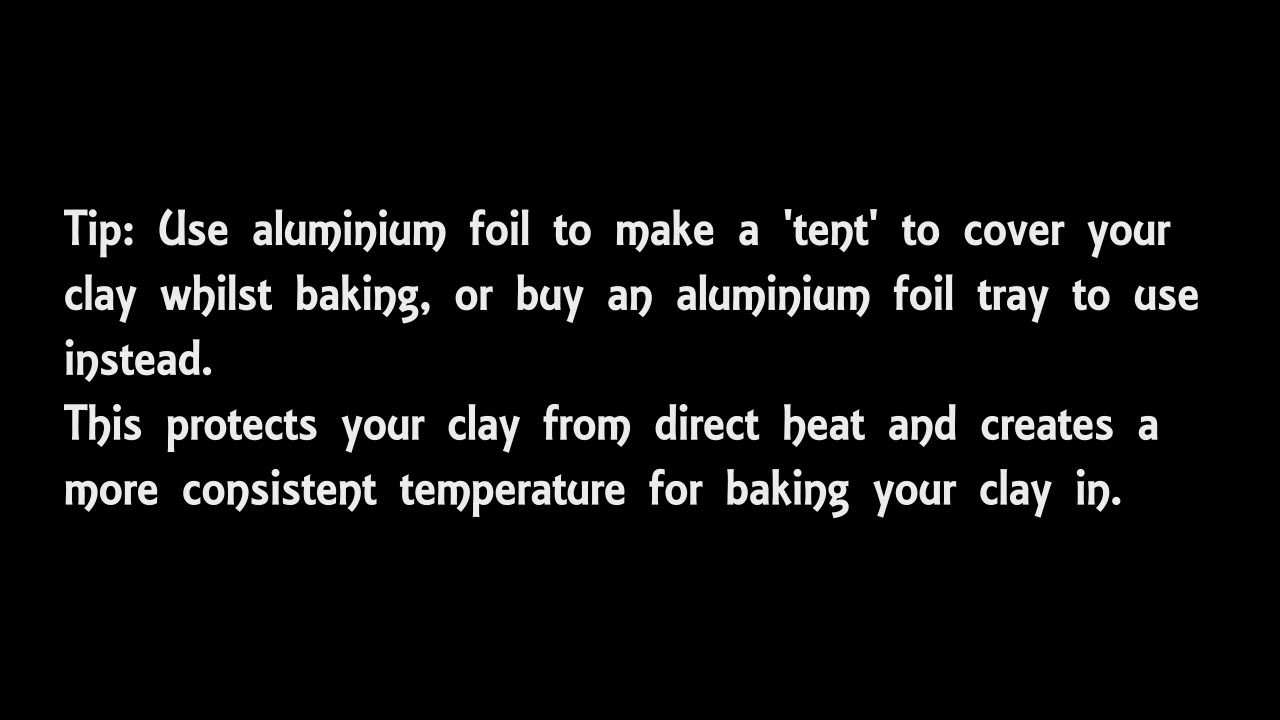 Tip: Use aluminium foil to make a 'tent' to cover your
clay whilst baking, or buy an aluminium foil tray to use
instead.
This protects your clay from direct heat and creates a
more consistent temperature for baking your clay in.